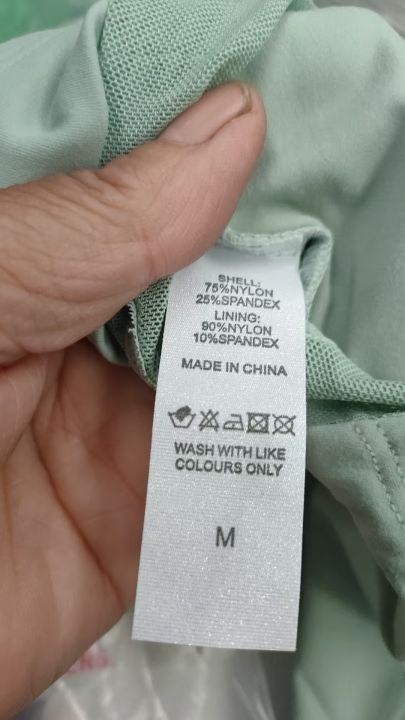 SHELL:
75%NYLON
25%SPANDEX
LINING:
90%NYLON
10%SPANDEX
MADE IN CHINA
WASH WITH LIKE
COLOURS ONLY
M